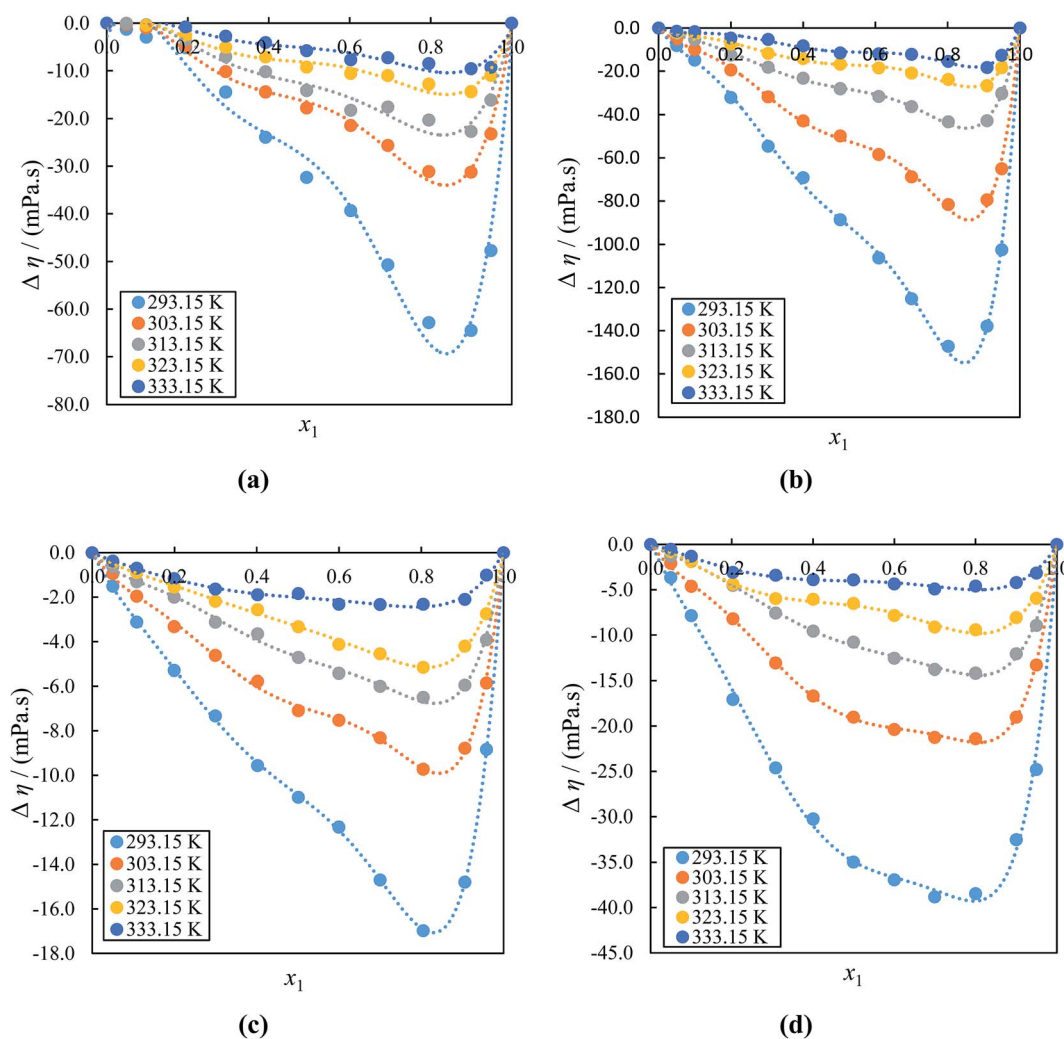 0.0
-10.0
-20.0
-30.0
-40.0
-50.0
-60.0
-70.0
-80.0
0.0 0.2 0.4 0.6 0.8 1.0
Δ η / (mPa.s)
293.15 K
303.15 K
313.15 K
323.15 K
333.15 K
x1
(a)
0.0
-20.0
-40.0
-60.0
-80.0
-100.0
-120.0
-140.0
-160.0
-180.0
0.0 0.2 0.4 0.6 0.8 1.0
Δ η / (mPa.s)
293.15 K
303.15 K
313.15 K
323.15 K
333.15 K
x1
(b)
0.0
-2.0
-4.0
-6.0
-8.0
-10.0
-12.0
-14.0
-16.0
-18.0
0.0 0.2 0.4 0.6 0.8 1.0
Δ η / (mPa.s)
293.15 K
303.15 K
313.15 K
323.15 K
333.15 K
x1
(c)
0.0
-5.0
-10.0
-15.0
-20.0
-25.0
-30.0
-35.0
-40.0
-45.0
0.0 0.2 0.4 0.6 0.8 1.0
Δ η / (mPa.s)
293.15 K
303.15 K
313.15 K
323.15 K
333.15 K
x1
(d)